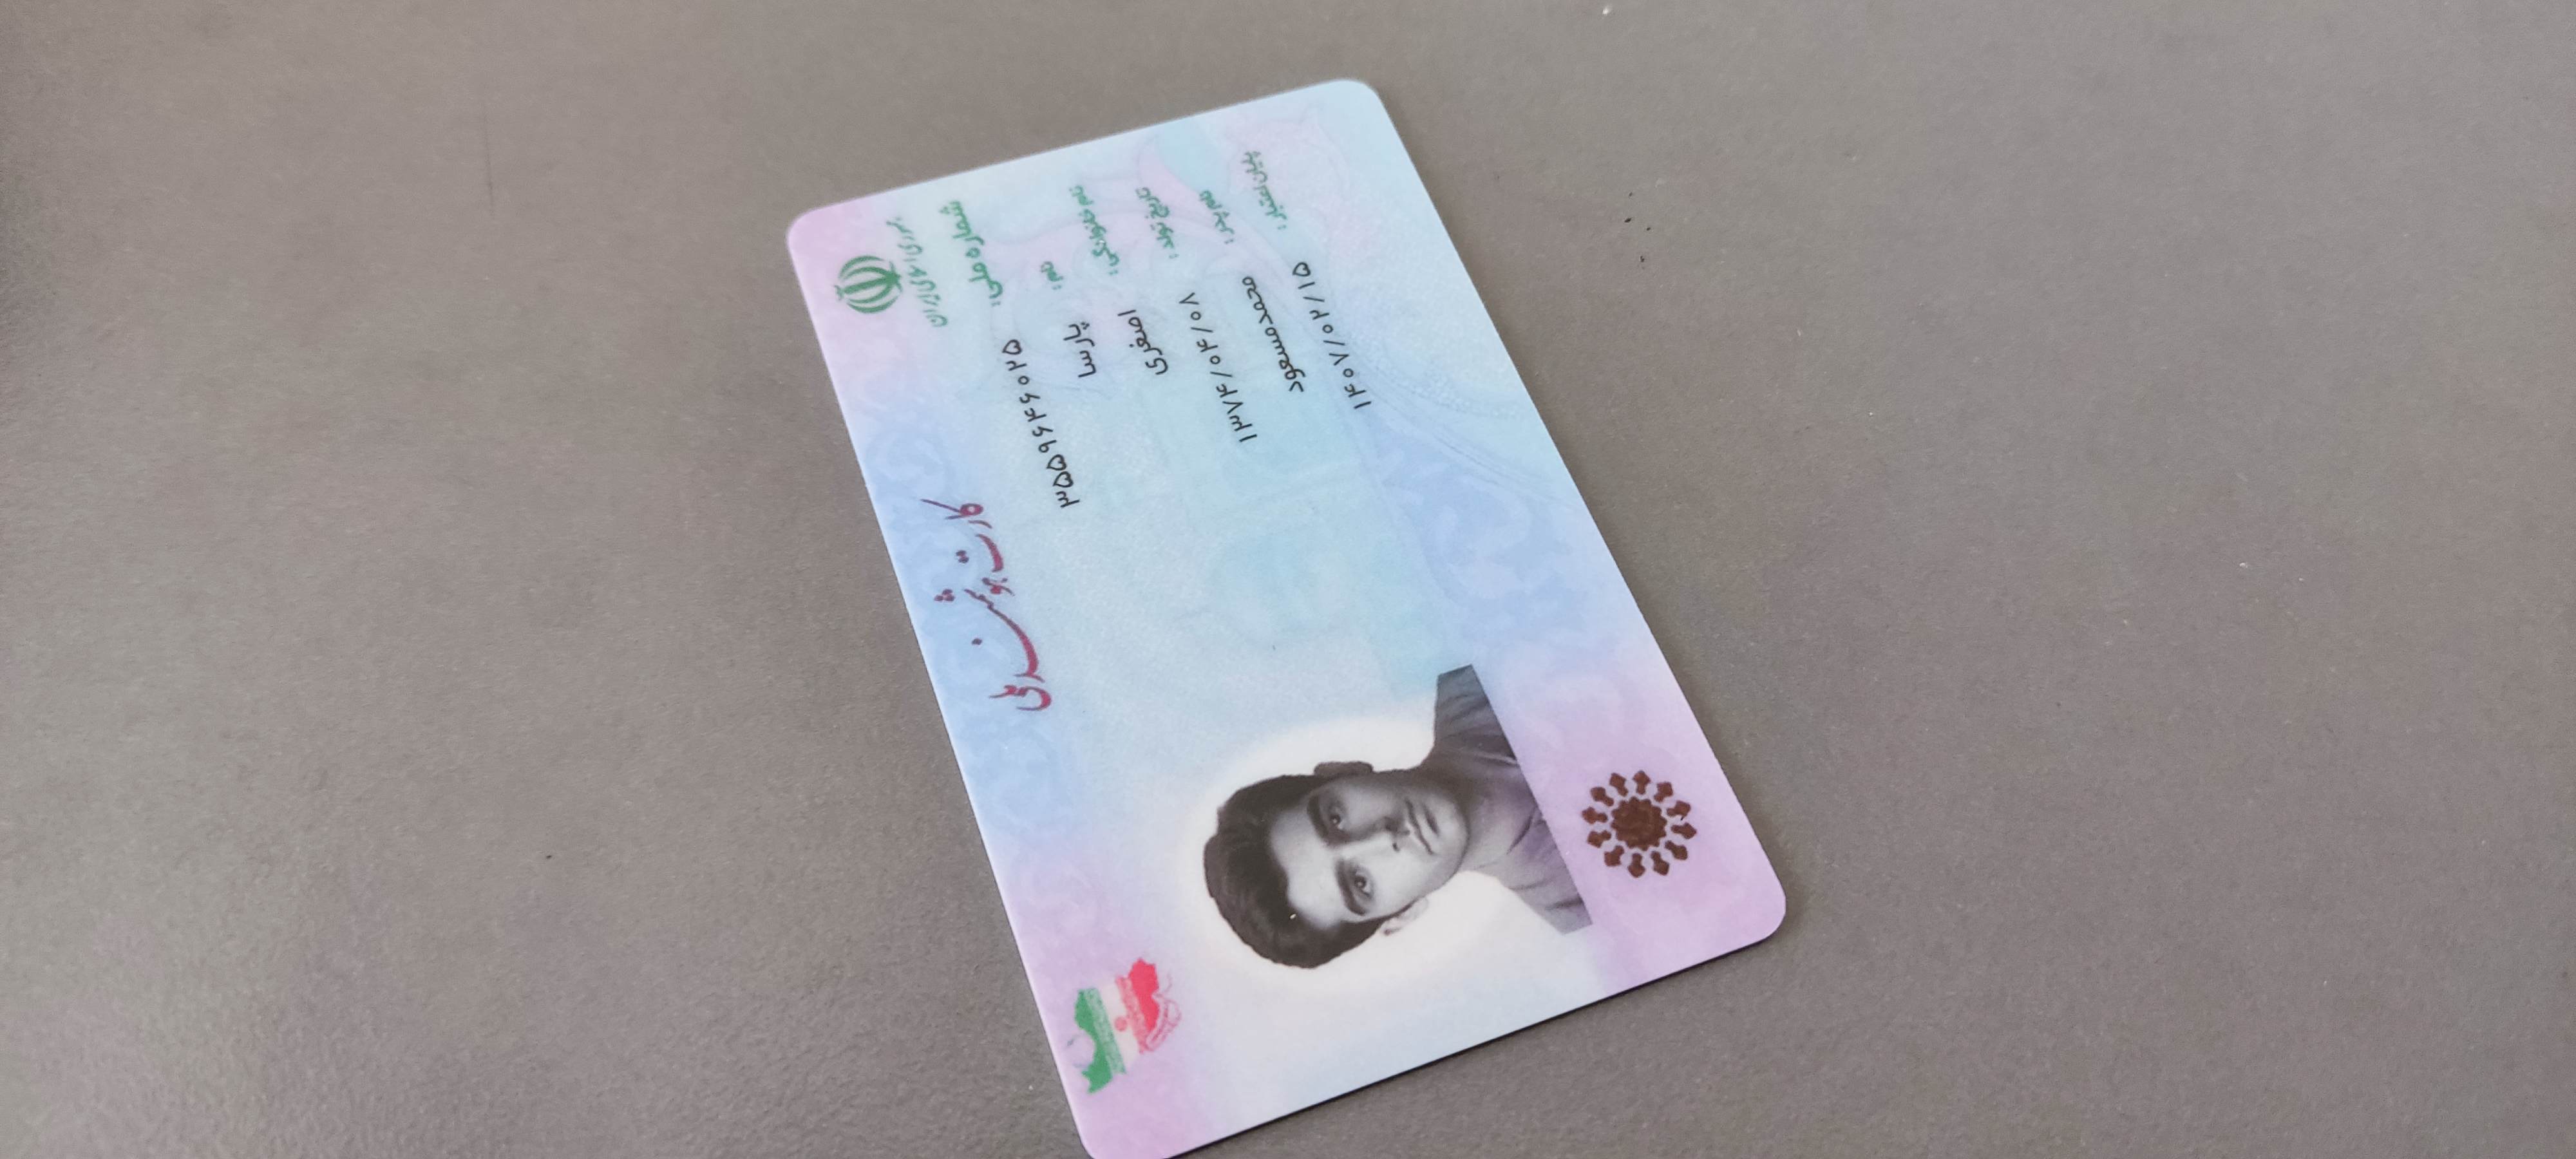 جمهوری اسلامی ایران
کارت هوشمند ملی
شماره ملی: ۳۵۵۹۶۴۶۰۲۵
نام: پارسا
نام خانوادگی: اصغری
تاریخ تولد: ۱۳۷۴/۰۴/۰۸
نام پدر: محمدمسعود
پایان اعتبار: ۱۴۰۷/۰۲/۱۵